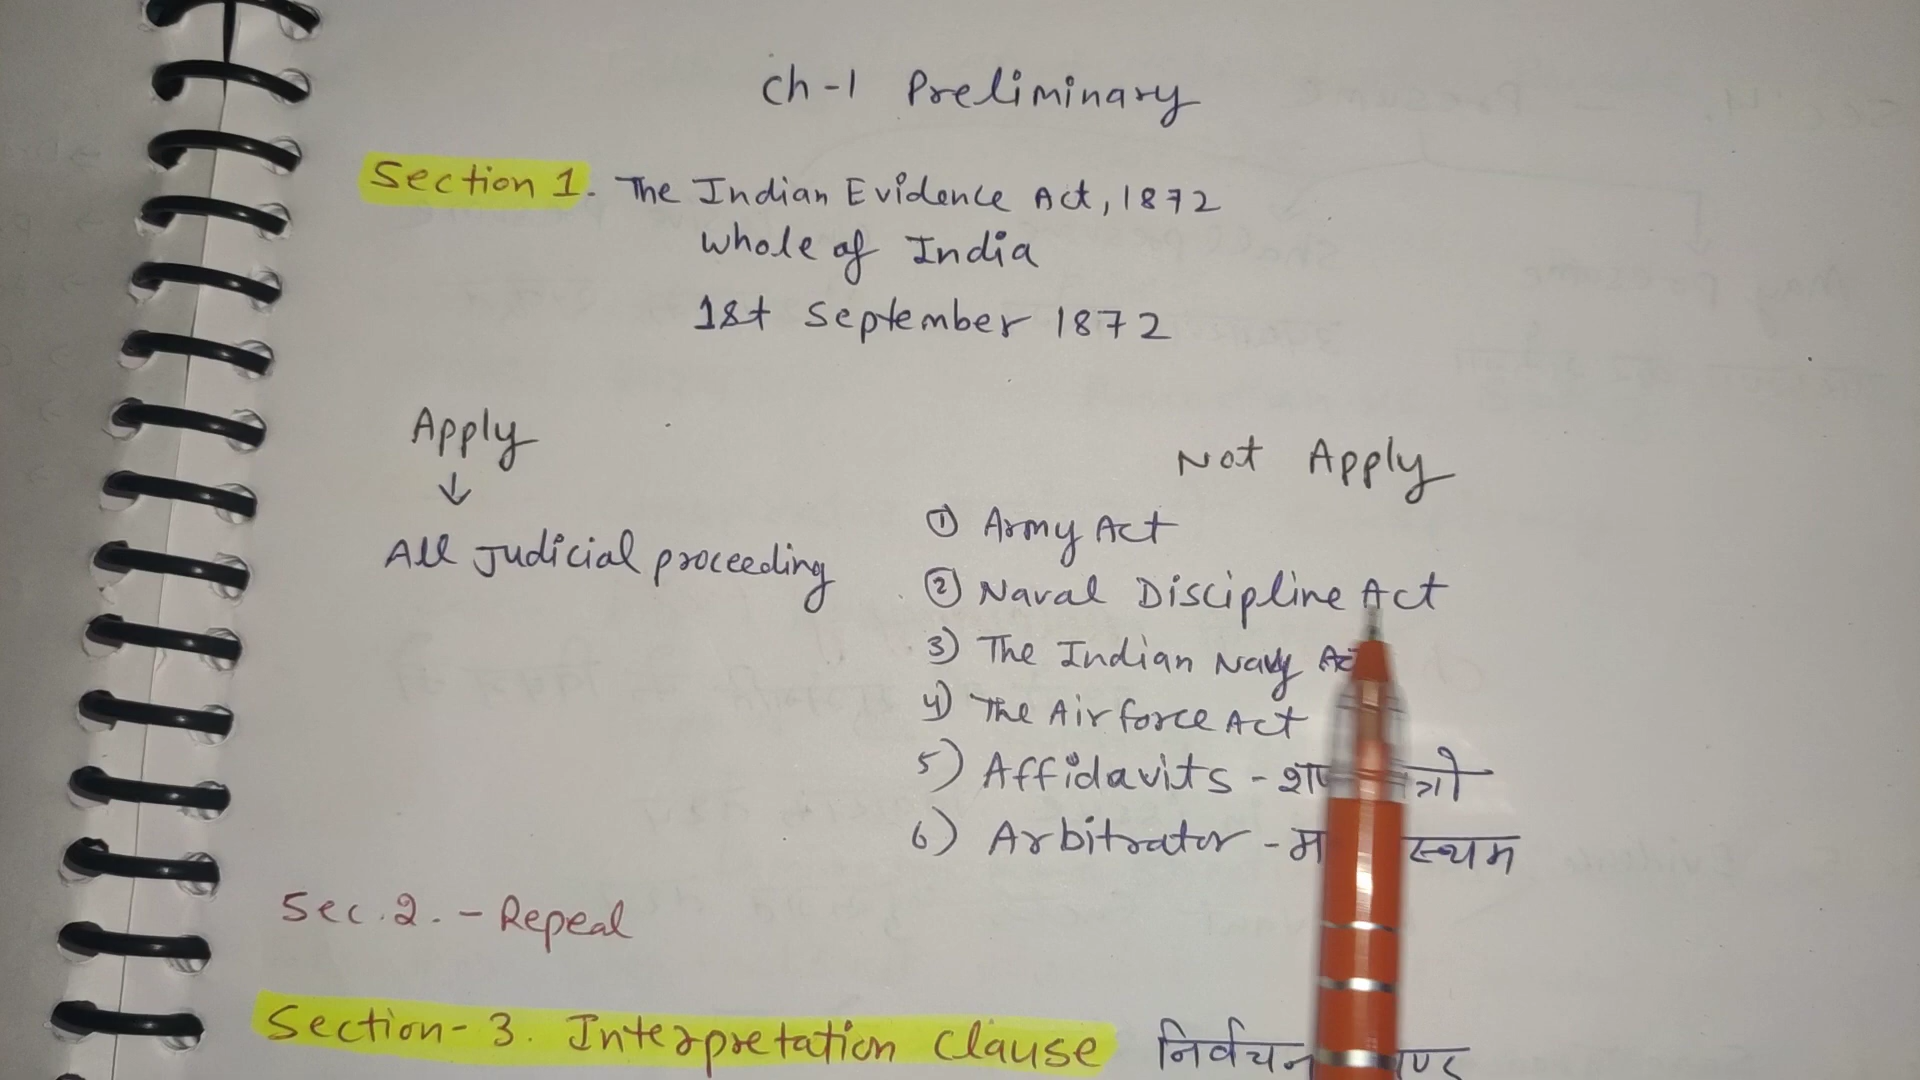 Ch-1 Preliminary
Section 1. The Indian Evidence Act, 1872
Whole of India
1st September 1872
Apply
↓
All Judicial proceeding
Not Apply
① Army Act
② Naval Discipline Act
3) The Indian Navy Act
4) The Air force Act
5) Affidavits -
6) Arbitrator -
Sec. 2. - Repeal
Section- 3. Interpretation Clause निर्वचन